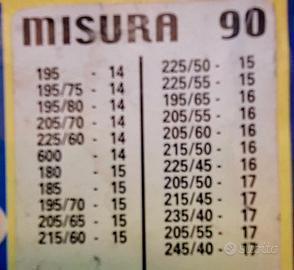 MISURA 90
195 - 14
195/75 - 14
195/80 - 14
205/70 - 14
225/60 - 14
600 - 14
180 - 15
185 - 15
195/70 - 15
205/65 - 15
215/60 - 15
225/50 - 15
225/55 - 15
195/65 - 16
205/55 - 16
205/60 - 16
215/50 - 16
225/45 - 16
205/50 - 17
215/45 - 17
235/40 - 17
205/55 - 17
245/40 - 17
subito